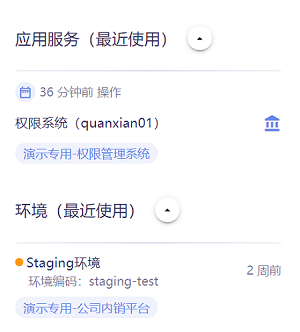 应用服务（最近使用）
36 分钟前 操作
权限系统（quanxian01）
演示专用-权限管理系统
环境（最近使用）
Staging环境
2 周前
环境编码：staging-test
演示专用-公司内销平台